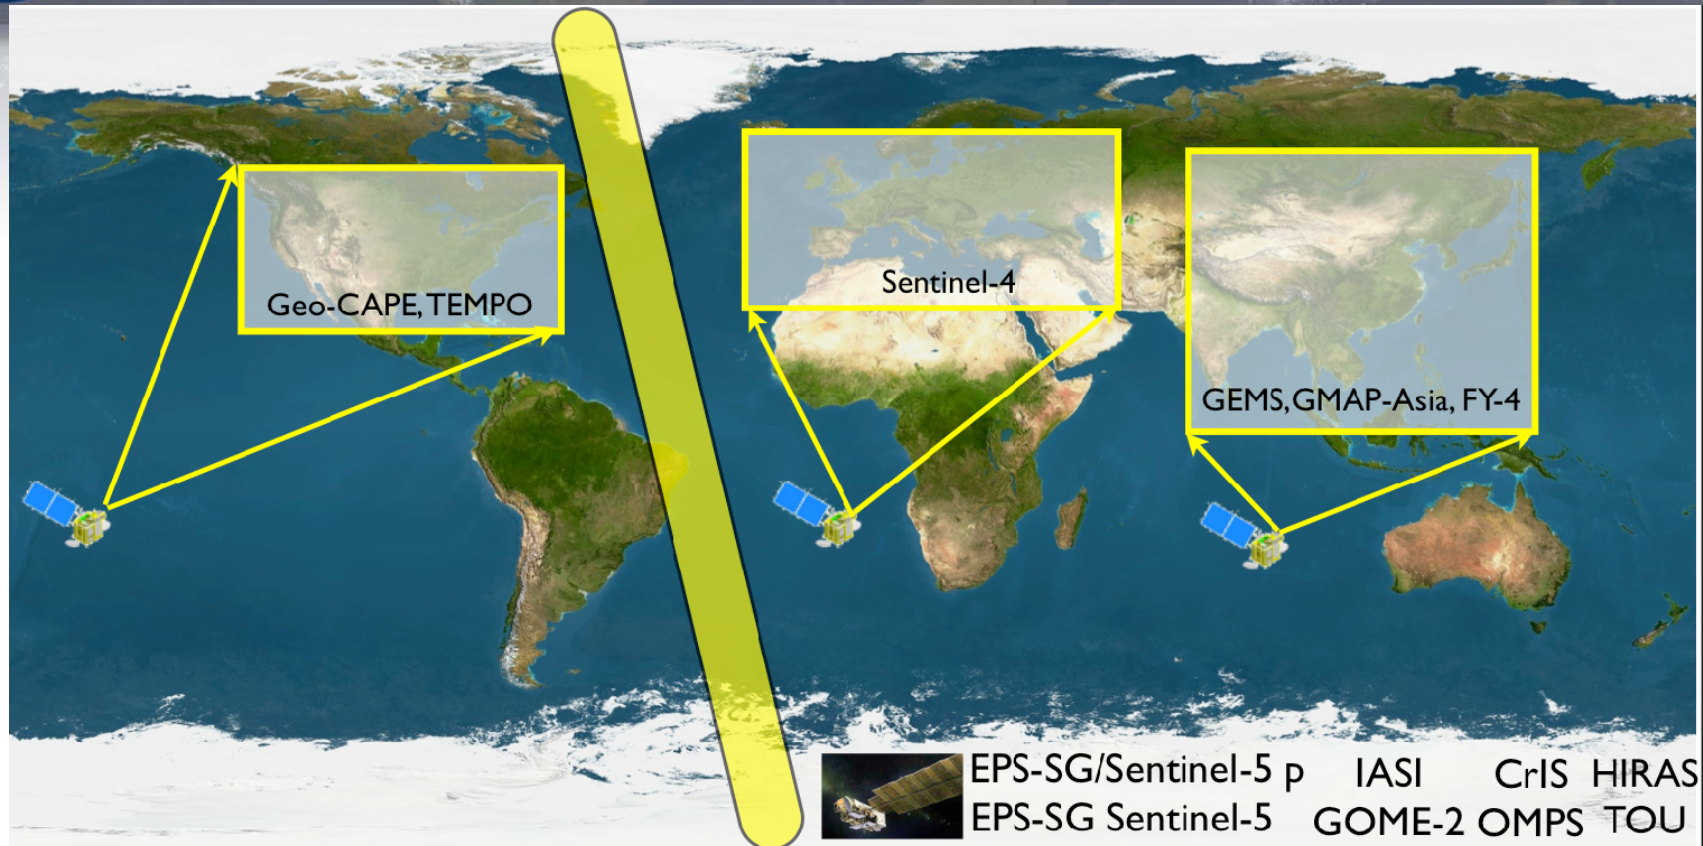 Geo-CAPE, TEMPO
Sentinel-4
GEMS, GMAP-Asia, FY-4
EPS-SG/Sentinel-5 p IASI CrIS HIRAS
EPS-SG Sentinel-5 GOME-2 OMPS TOU